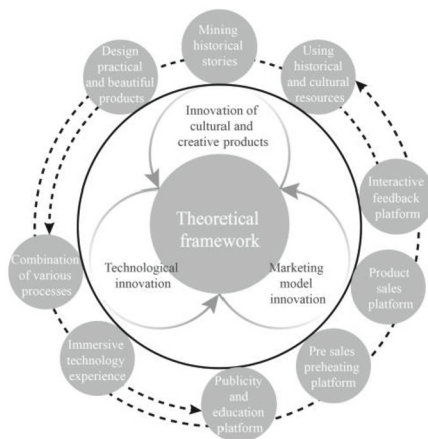 Mining
historical
stories
Design
practical
and beautiful
products
Using
historical
and cultural
resources
Innovation of
cultural and
creative products
Interactive
feedback
platform
Theoretical
framework
Combination
of various
processes
Technological
innovation
Marketing
model
innovation
Product
sales
platform
Immersive
technology
experience
Pre sales
preheating
platform
Publicity
and
education
platform